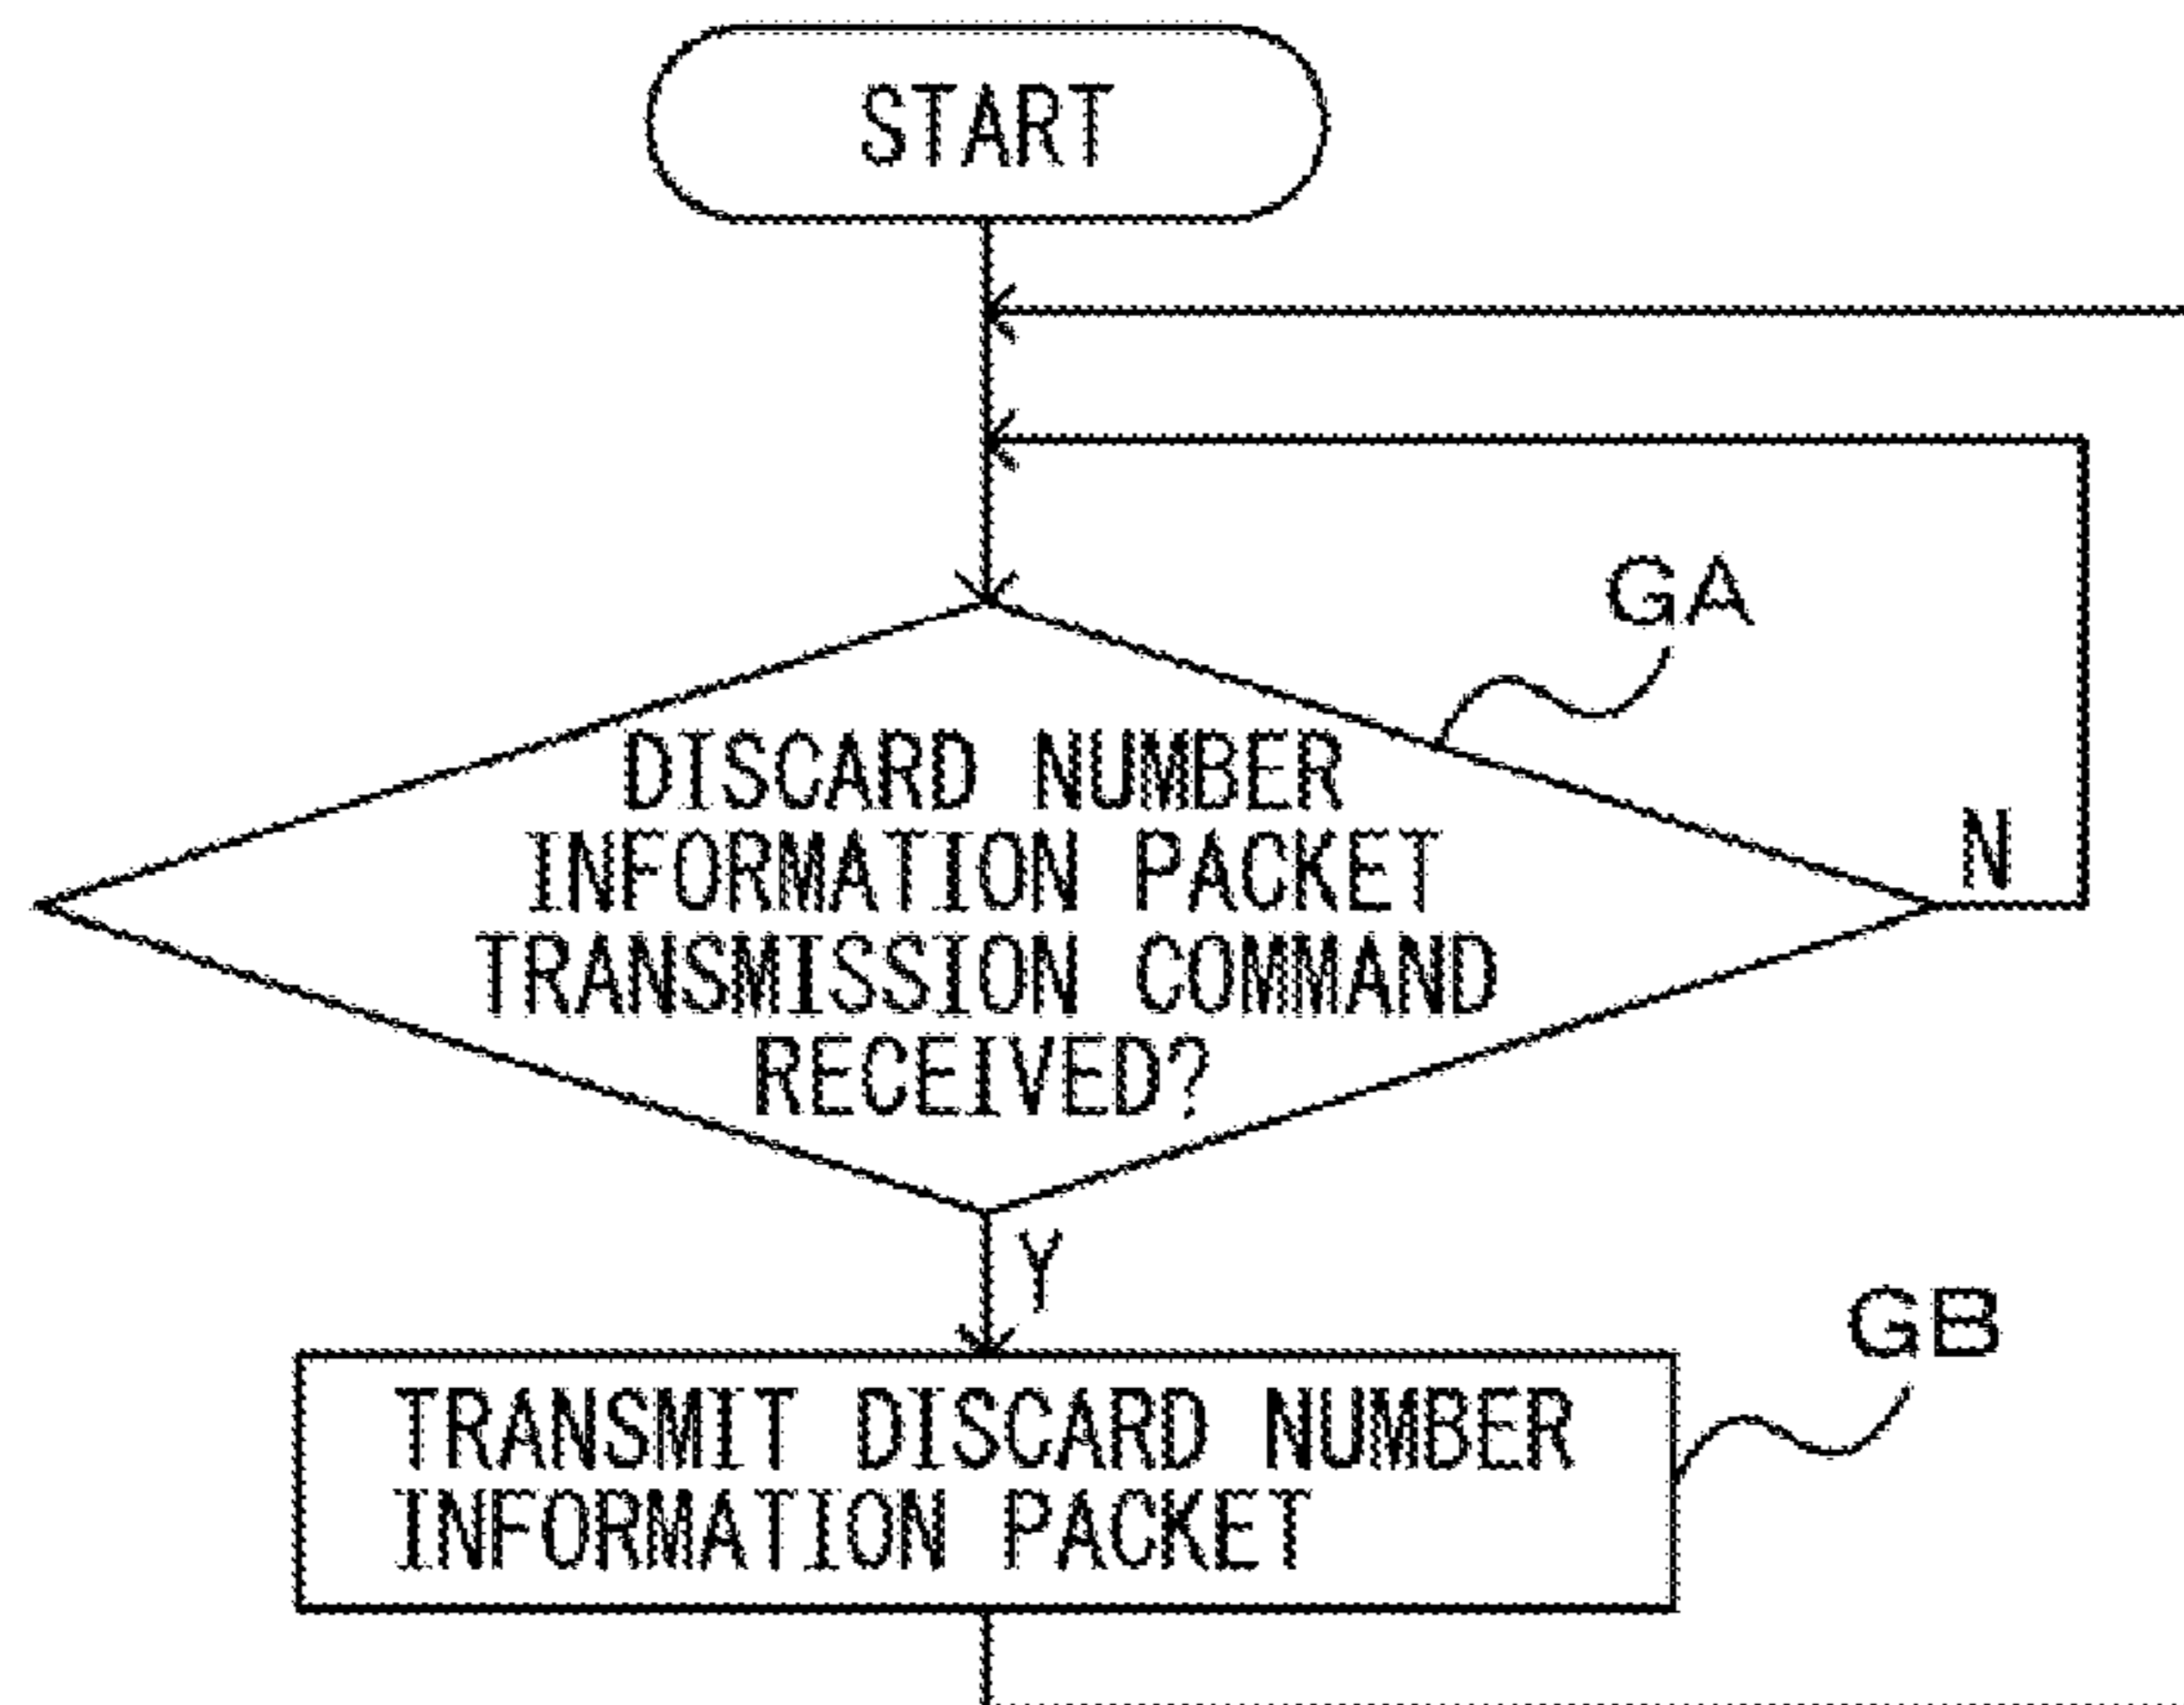 START
GA
DISCARD NUMBER
INFORMATION PACKET
TRANSMISSION COMMAND
RECEIVED?
N
Y
GB
TRANSMIT DISCARD NUMBER
INFORMATION PACKET